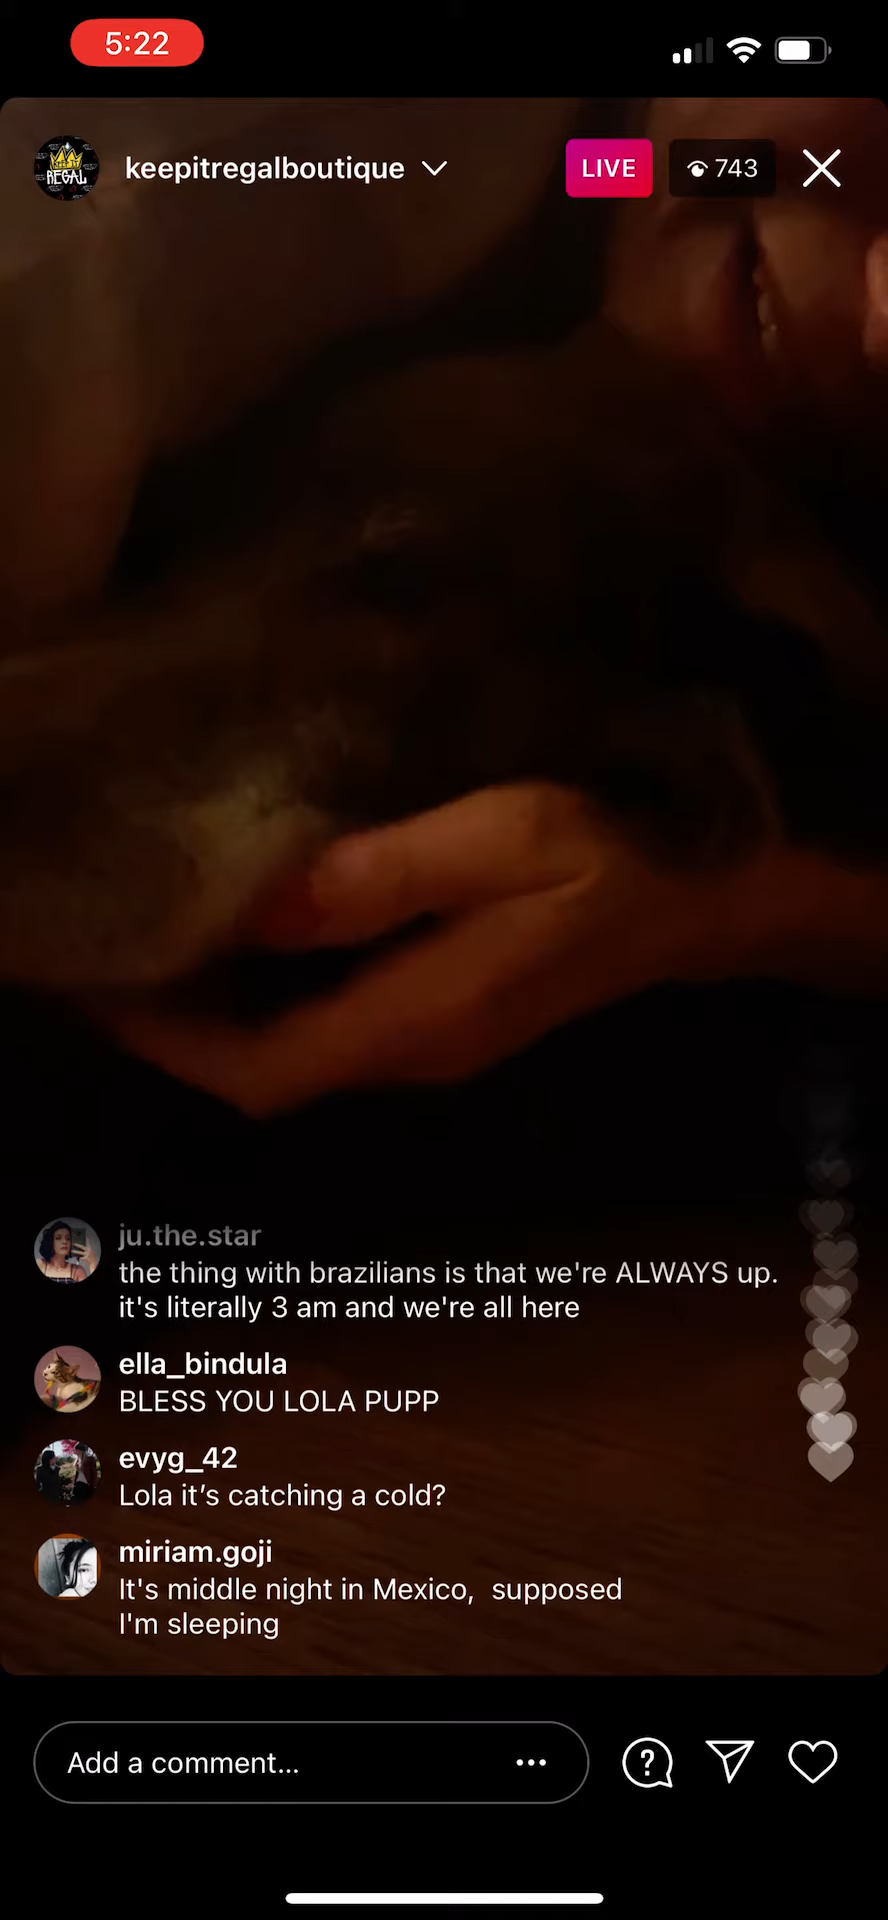 5:22
REGAL
keepitregalboutique
LIVE
743
ju.the.star
the thing with brazilians is that we're ALWAYS up.
it's literally 3 am and we're all here
ella_bindula
BLESS YOU LOLA PUPP
evyg_42
Lola it’s catching a cold?
miriam.goji
It's middle night in Mexico,  supposed
I'm sleeping
Add a comment...